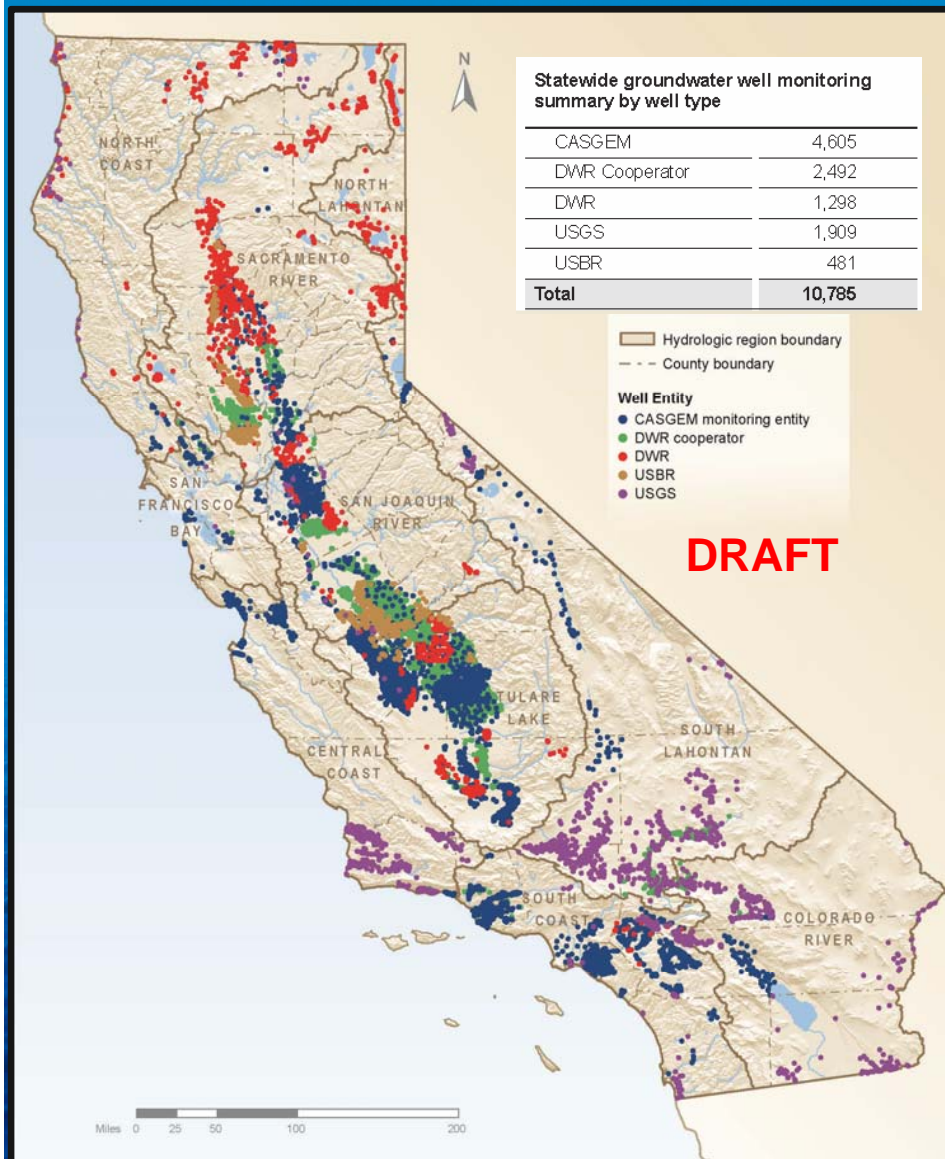 N
Statewide groundwater well monitoring
summary by well type
CASGEM 4,605
DWR Cooperator 2,492
DWR 1,298
USGS 1,909
USBR 481
Total 10,785
Hydrologic region boundary
County boundary
Well Entity
CASGEM monitoring entity
DWR cooperator
DWR
USBR
USGS
DRAFT
NORTH
COAST
NORTH
LAHONTAN
SACRAMENTO
RIVER
SAN
FRANCISCO
BAY
SAN JOAQUIN
RIVER
TULARE
LAKE
CENTRAL
COAST
SOUTH
LAHONTAN
SOUTH
COAST
COLORADO
RIVER
Miles 0 25 50 100 200